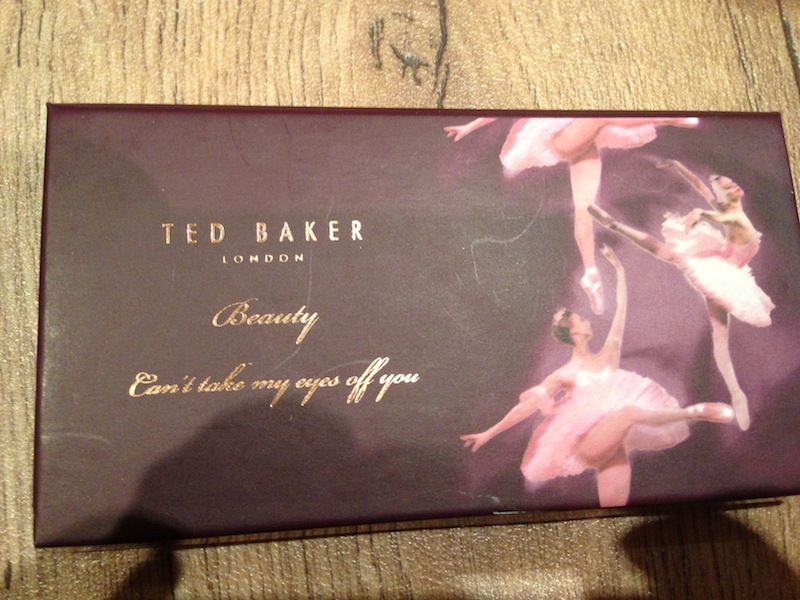 TED BAKER
LONDON
Beauty
Can't take my eyes off you